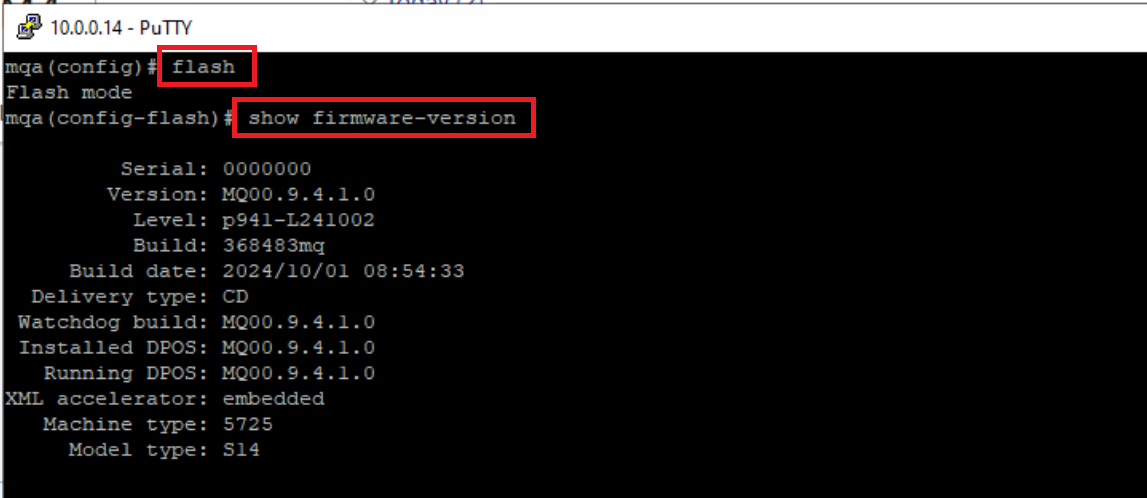 10.0.0.14 - PuTTY
mqa(config)# flash
Flash mode
mqa(config-flash)# show firmware-version
Serial: 0000000
Version: MQ00.9.4.1.0
Level: p941-L241002
Build: 368483mq
Build date: 2024/10/01 08:54:33
Delivery type: CD
Watchdog build: MQ00.9.4.1.0
Installed DPOS: MQ00.9.4.1.0
Running DPOS: MQ00.9.4.1.0
XML accelerator: embedded
Machine type: 5725
Model type: S14